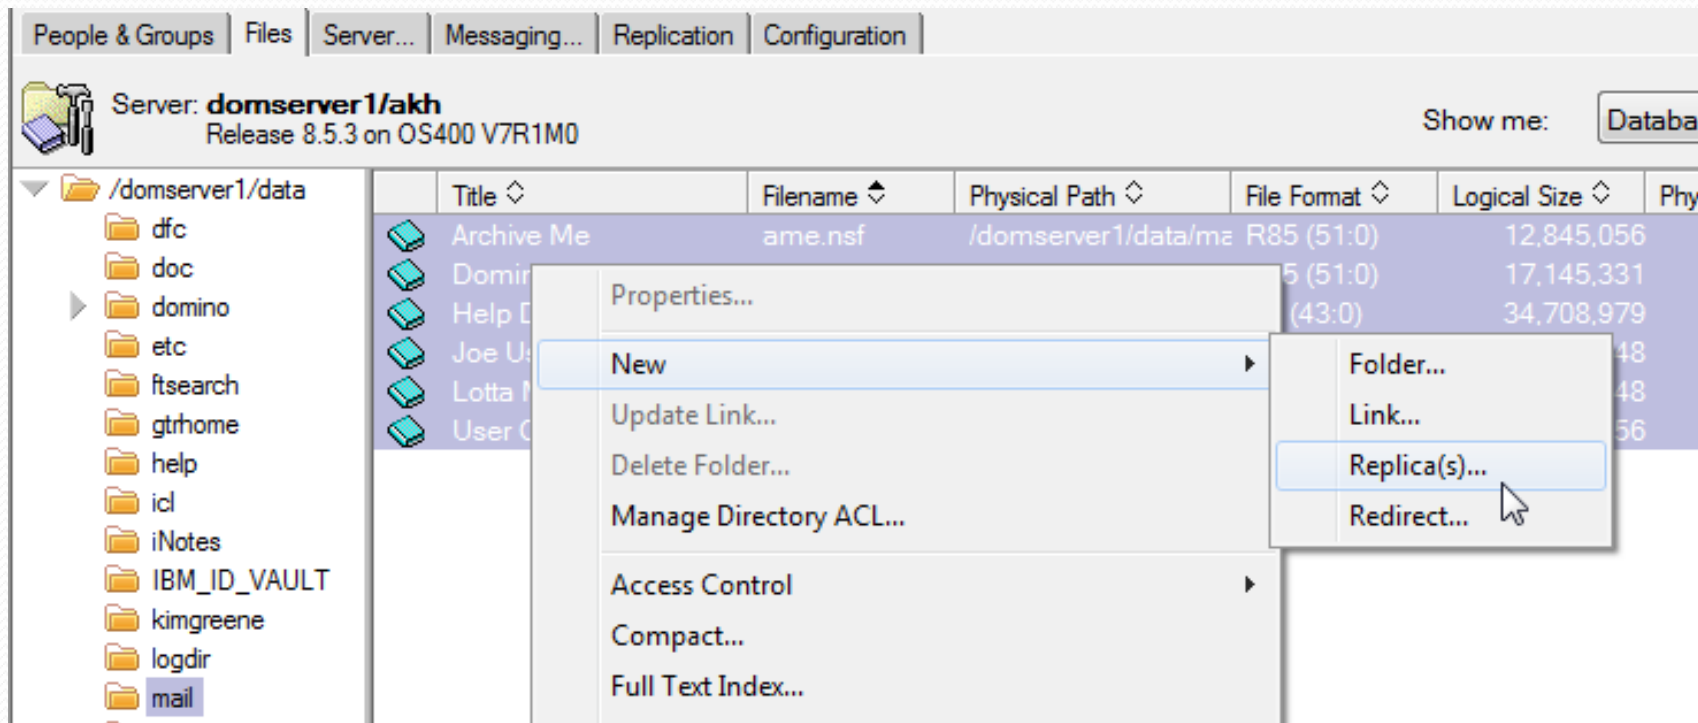 People & Groups Files Server... Messaging... Replication Configuration
Server: domserver1/akh
Release 8.5.3 on OS400 V7R1M0
Show me: Databa
/domserver1/data
dfc
doc
domino
etc
ftsearch
gtrhome
help
icl
iNotes
IBM_ID_VAULT
kimgreene
logdir
mail
Title Filename Physical Path File Format Logical Size Phy
Archive Me ame.nsf /domserver1/data/ma R85 (51:0) 12,845,056
Domin 5 (51:0) 17,145,331
Help D (43:0) 34,708,979
Joe Us 48
Lotta 48
User 56
Properties...
New
Update Link...
Delete Folder...
Manage Directory ACL...
Access Control
Compact...
Full Text Index...
Folder...
Link...
Replica(s)...
Redirect...